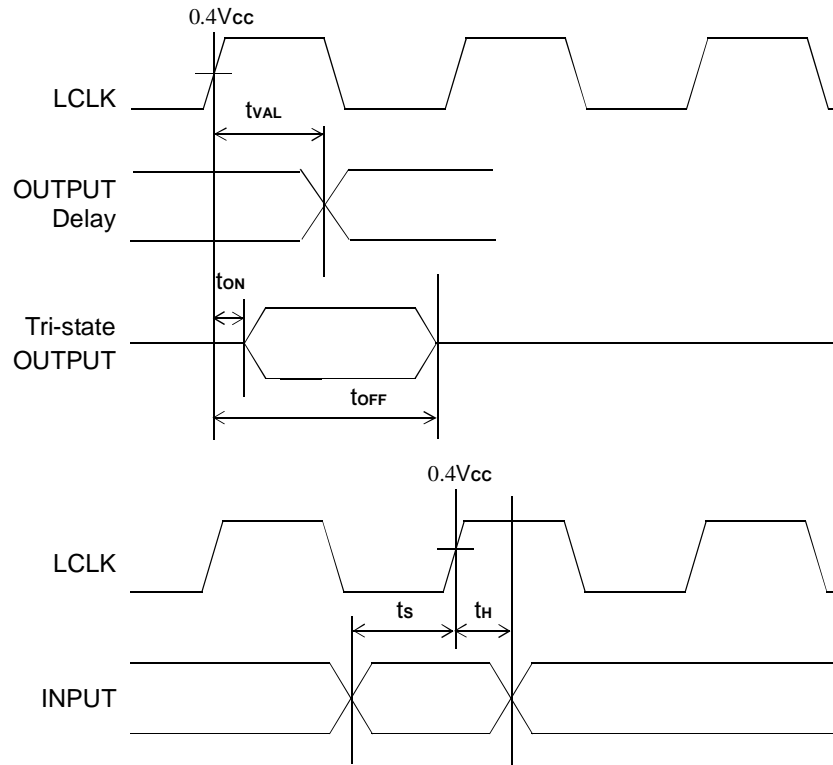 0.4Vcc
LCLK
tVAL
OUTPUT
Delay
tON
Tri-state
OUTPUT
tOFF
0.4Vcc
LCLK
tS
tH
INPUT